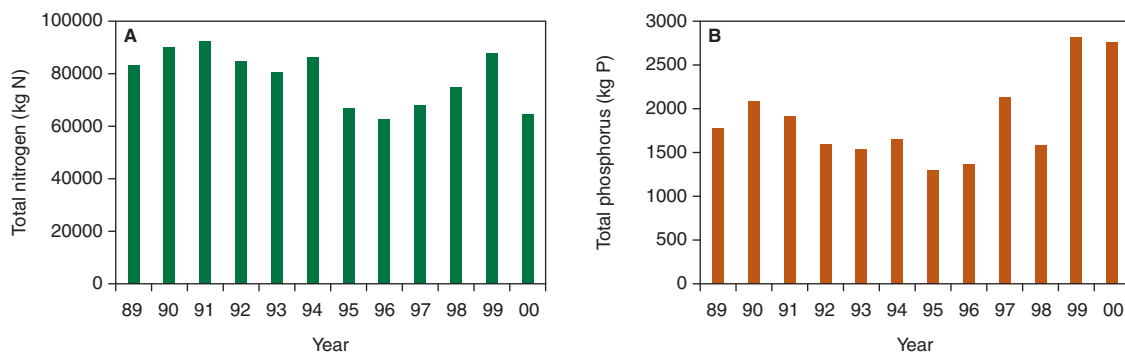 A
Total nitrogen (kg N)
100000
80000
60000
40000
20000
0
89 90 91 92 93 94 95 96 97 98 99 00
Year
B
Total phosphorus (kg P)
3000
2500
2000
1500
1000
500
0
89 90 91 92 93 94 95 96 97 98 99 00
Year